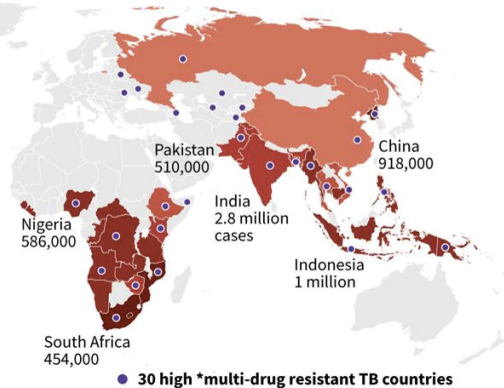 Pakistan
510,000
China
918,000
India
2.8 million
cases
Nigeria
586,000
Indonesia
1 million
South Africa
454,000
30 high *multi-drug resistant TB countries